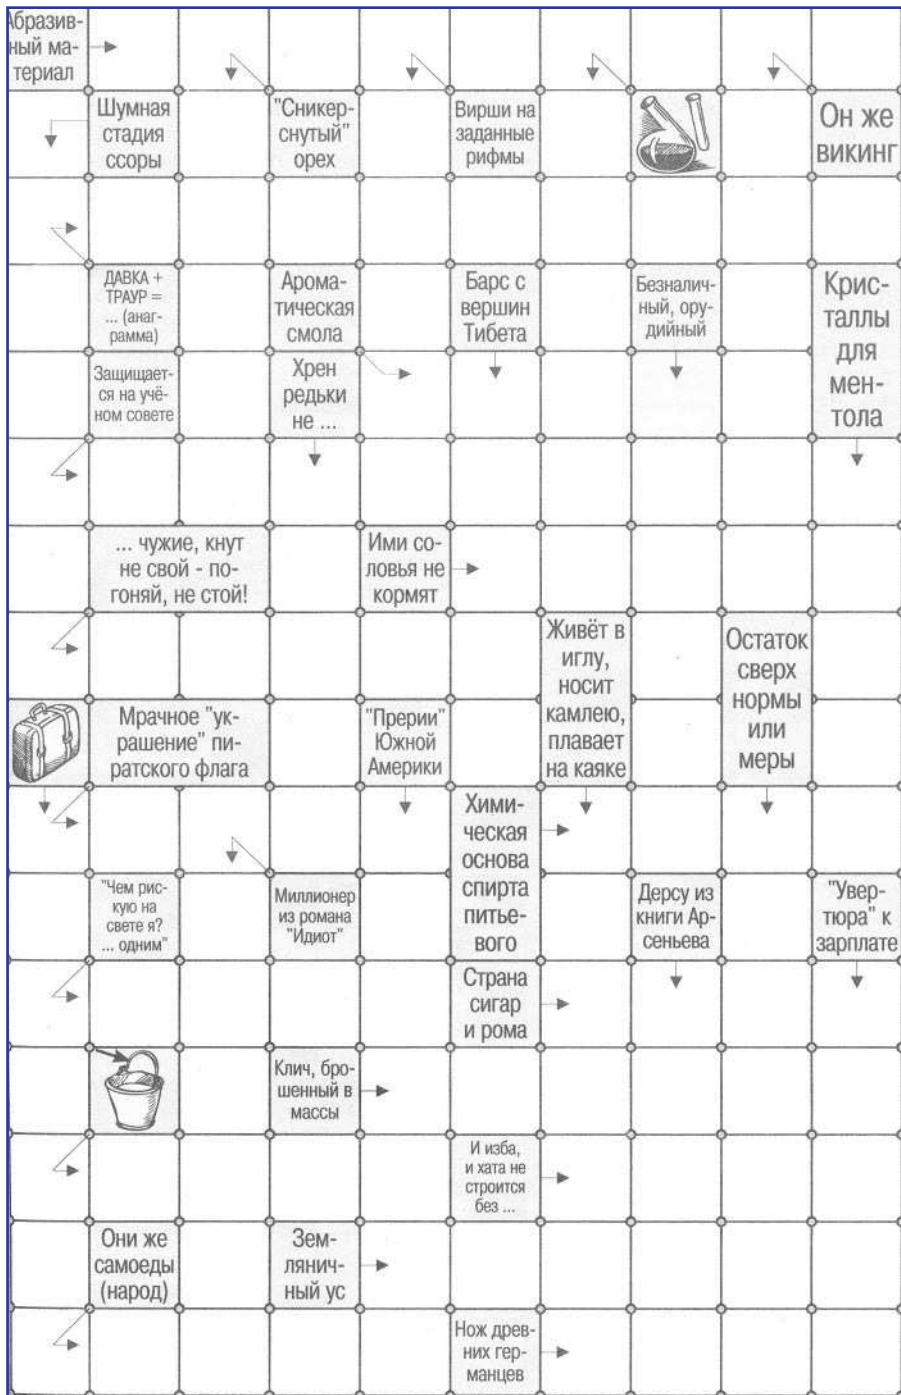 Абразив-
ный ма-
териал
Шумная
стадия
ссоры
"Сникер-
снутый"
орех
Вирши на
заданные
рифмы
Он же
викинг
ДАВКА +
ТРАУР =
... (анаг-
рамма)
Арома-
тическая
смола
Барс с
вершин
Тибета
Безналич-
ный, ору-
дийный
Крис-
таллы
для
мен-
тола
Защищает-
ся на учё-
ном совете
Хрен
редьки
не ...
... чужие, кнут
не свой - по-
гоняй, не стой!
Ими со-
ловья не
кормят
Живёт в
иглу,
носит
камлею,
плавает
на каяке
Остаток
сверх
нормы
или
меры
Мрачное "ук-
рашение" пи-
ратского флага
"Прерии"
Южной
Америки
Хими-
ческая
основа
спирта
питье-
вого
"Чем рис-
кую на
свете я?
... одним"
Миллионер
из романа
"Идиот"
Дерсу из
книги Ар-
сеньева
"Увер-
тюра" к
зарплате
Страна
сигар
и рома
Клич, бро-
шенный в
массы
И изба,
и хата не
строится
без ...
Они же
самоеды
(народ)
Зем-
лянич-
ный ус
Нож древ-
них гер-
манцев